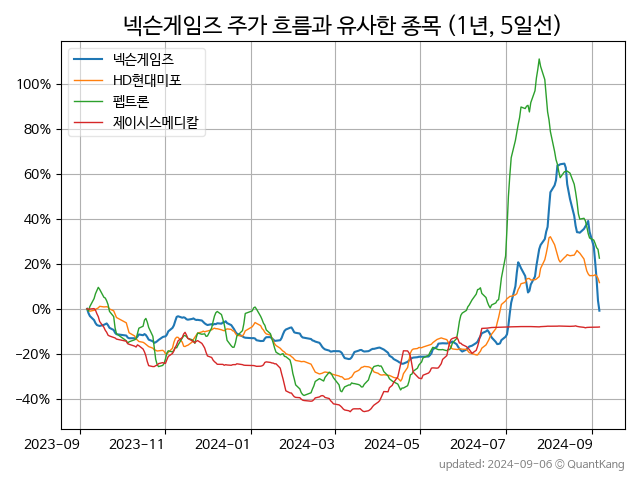 넥슨게임즈 주가 흐름과 유사한 종목 (1년, 5일선)
넥슨게임즈
HD현대미포
펩트론
제이시스메디칼
100%
80%
60%
40%
20%
0%
−20%
−40%
2023-09 2023-11 2024-01 2024-03 2024-05 2024-07 2024-09
updated: 2024-09-06 © QuantKang